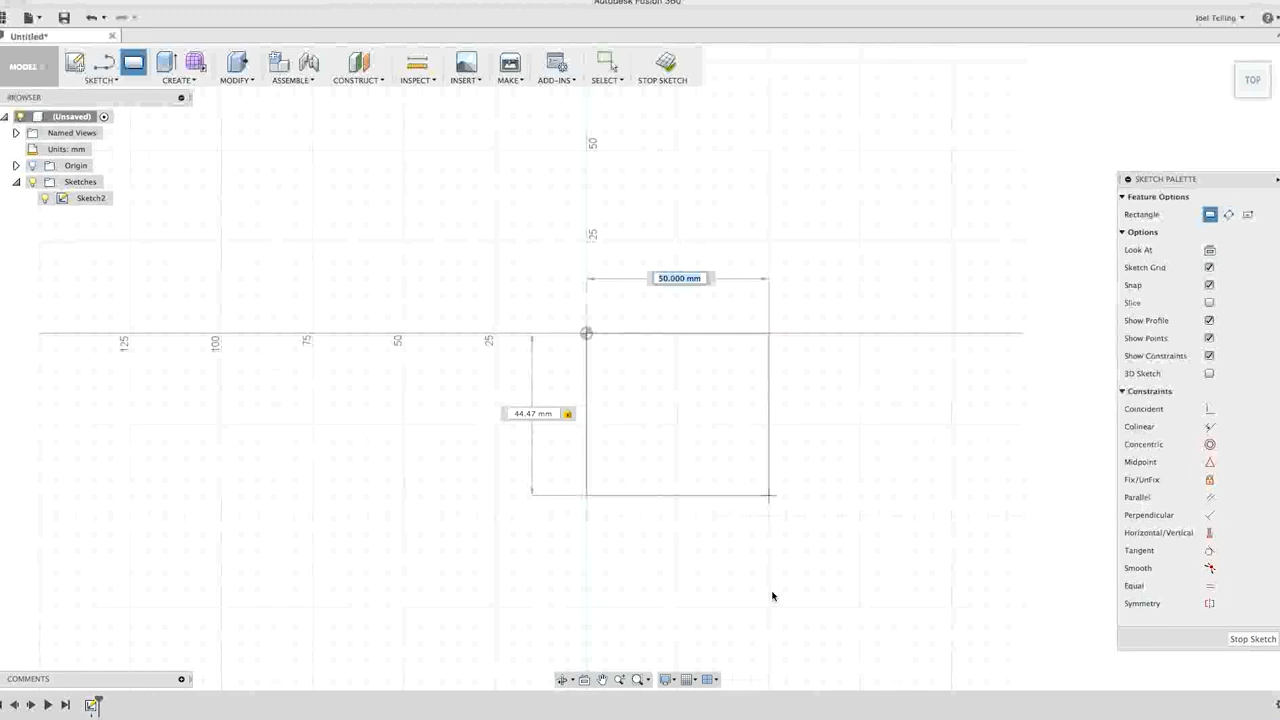 Autodesk Fusion 360
Joel Telling
Untitled*
MODEL
SKETCH
CREATE
MODIFY
ASSEMBLE
CONSTRUCT
INSPECT
INSERT
MAKE
ADD-INS
SELECT
STOP SKETCH
TOP
BROWSER
(Unsaved)
Named Views
Units: mm
Origin
Sketches
Sketch2
50
25
50.000 mm
125
100
75
50
25
44.47 mm
SKETCH PALETTE
Feature Options
Rectangle
Options
Look At
Sketch Grid
Snap
Slice
Show Profile
Show Points
Show Constraints
3D Sketch
Constraints
Coincident
Colinear
Concentric
Midpoint
Fix/UnFix
Parallel
Perpendicular
Horizontal/Vertical
Tangent
Smooth
Equal
Symmetry
Stop Sketch
COMMENTS